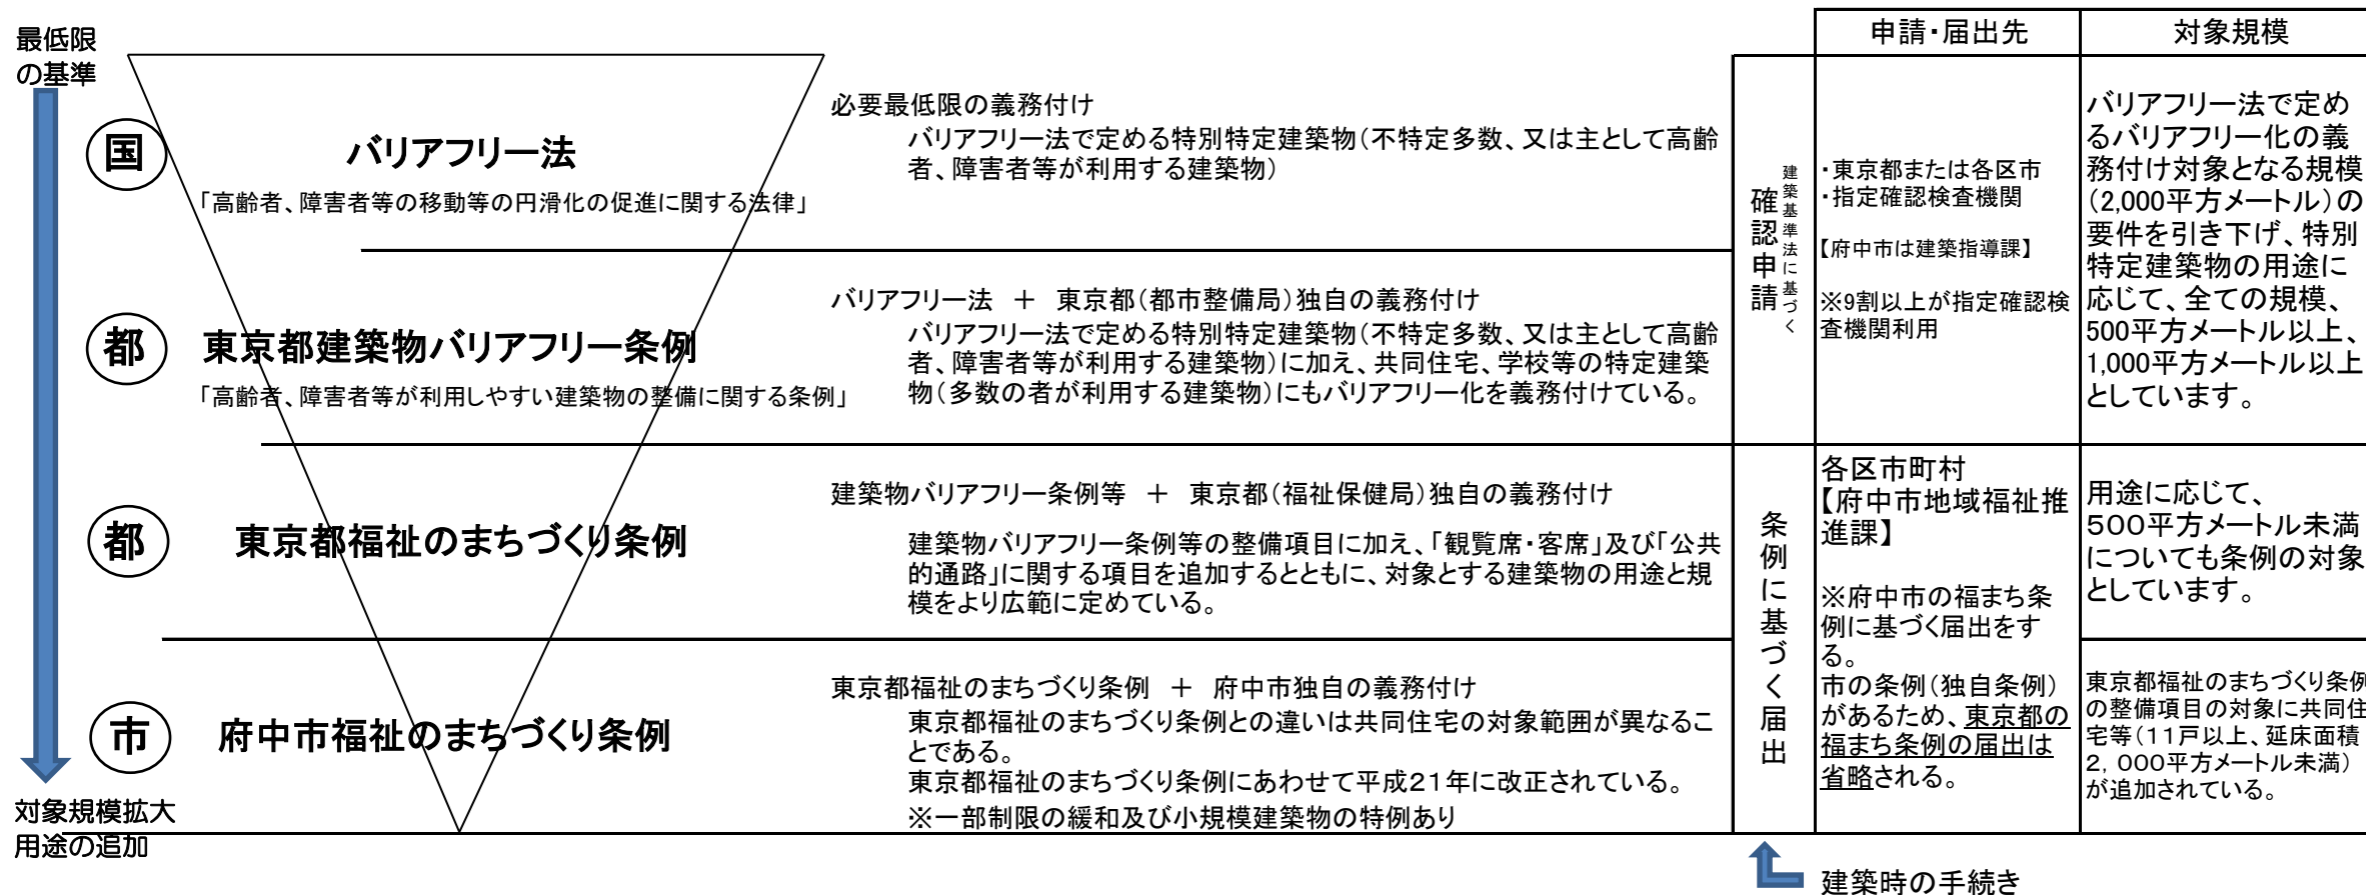 最低限
の基準
国
バリアフリー法
「高齢者、障害者等の移動等の円滑化の促進に関する法律」
必要最低限の義務付け
バリアフリー法で定める特別特定建築物（不特定多数、又は主として高齢
者、障害者等が利用する建築物）
都
東京都建築物バリアフリー条例
「高齢者、障害者等が利用しやすい建築物の整備に関する条例」
バリアフリー法　＋　東京都（都市整備局）独自の義務付け
バリアフリー法で定める特別特定建築物（不特定多数、又は主として高齢
者、障害者等が利用する建築物）に加え、共同住宅、学校等の特定建築
物（多数の者が利用する建築物）にもバリアフリー化を義務付けている。
都
東京都福祉のまちづくり条例
建築物バリアフリー条例等　＋　東京都（福祉保健局）独自の義務付け
建築物バリアフリー条例等の整備項目に加え、「観覧席・客席」及び「公共
的通路」に関する項目を追加するとともに、対象とする建築物の用途と規
模をより広範に定めている。
市
府中市福祉のまちづくり条例
東京都福祉のまちづくり条例　＋　府中市独自の義務付け
東京都福祉のまちづくり条例との違いは共同住宅の対象範囲が異なるこ
とである。
東京都福祉のまちづくり条例にあわせて平成２１年に改正されている。
※一部制限の緩和及び小規模建築物の特例あり
対象規模拡大
用途の追加
建築基準法に基づく
確認申請
条例に基づく届出
申請・届出先
・東京都または各区市
・指定確認検査機関
【府中市は建築指導課】
※9割以上が指定確認検
査機関利用
各区市町村
【府中市地域福祉推
進課】
※府中市の福まち条
例に基づく届出をす
る。
市の条例（独自条例）
があるため、東京都の
福まち条例の届出は
省略される。
対象規模
バリアフリー法で定め
るバリアフリー化の義
務付け対象となる規模
（2,000平方メートル）の
要件を引き下げ、特別
特定建築物の用途に
応じて、全ての規模、
500平方メートル以上、
1,000平方メートル以上
としています。
用途に応じて、
５００平方メートル未満
についても条例の対象
としています。
東京都福祉のまちづくり条例
の整備項目の対象に共同住
宅等（１１戸以上、延床面積
２，０００平方メートル未満）
が追加されている。
建築時の手続き